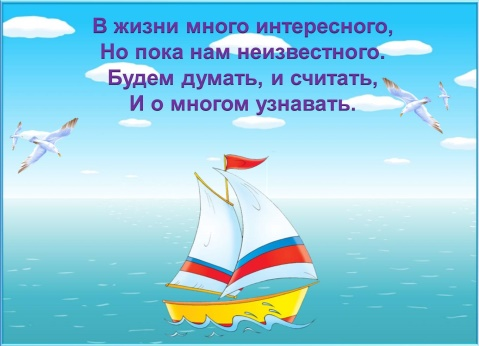 В жизни много интересного,
Но пока нам неизвестного.
Будем думать, и считать,
И о многом узнавать.